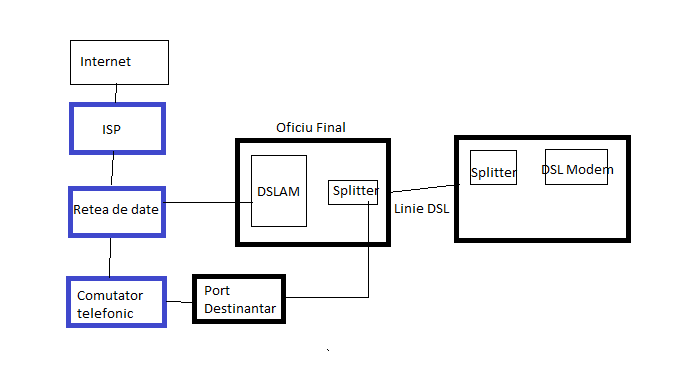 Internet
ISP
Oficiu Final
DSLAM
Splitter
Splitter
DSL Modem
Retea de date
Linie DSL
Comutator
telefonic
Port
Destinantar